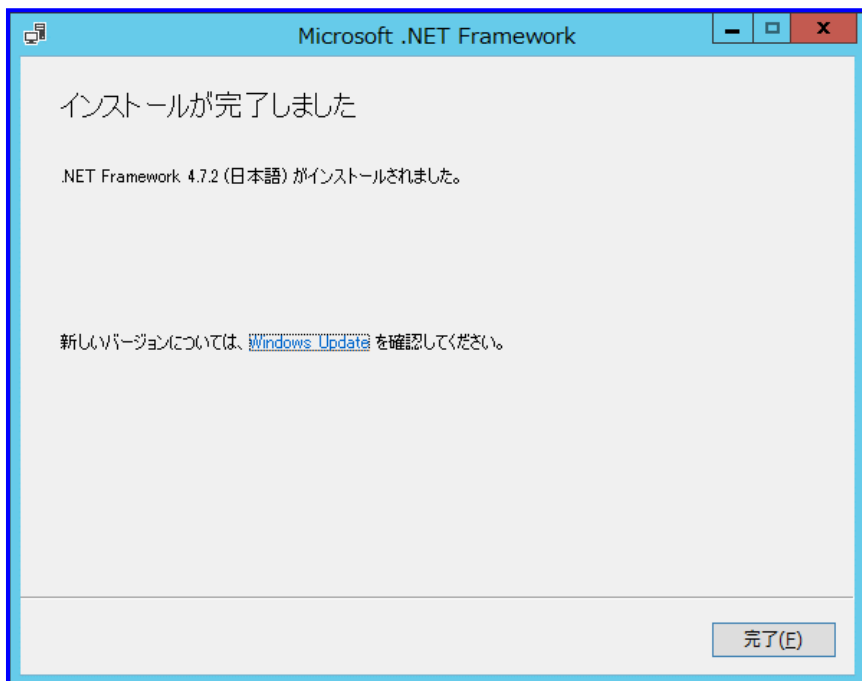 Microsoft .NET Framework
インストールが完了しました
.NET Framework 4.7.2 (日本語) がインストールされました。
新しいバージョンについては、Windows Update を確認してください。
完了(F)